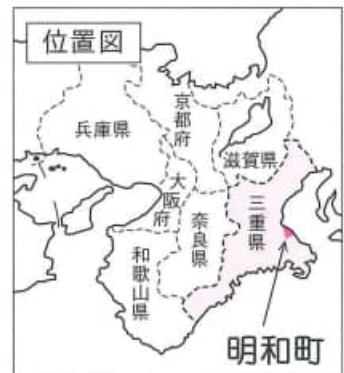 位置図
兵庫県
京都府
滋賀県
大阪府
奈良県
三重県
和歌山県
明和町